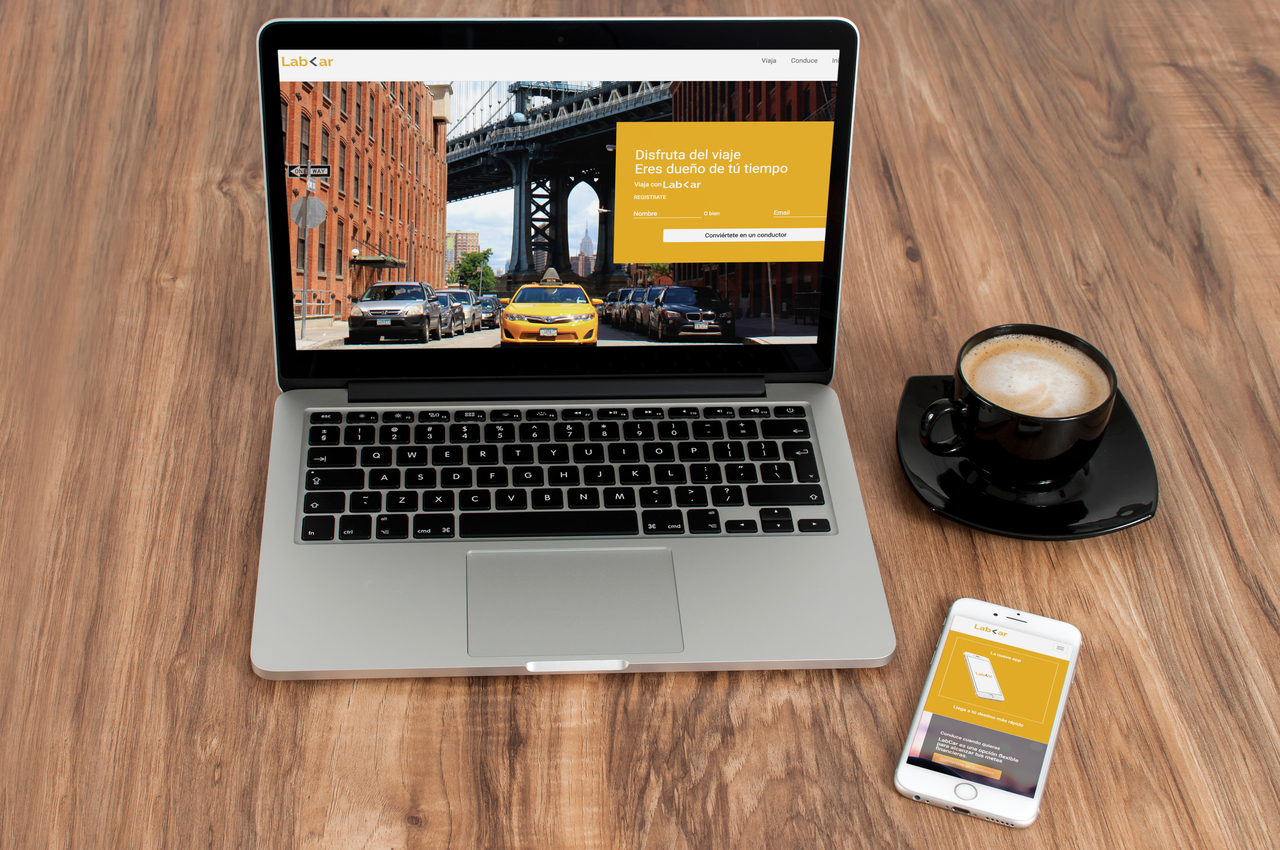 Lab<ar
Viaja Conduce
ONE WAY
Disfruta del viaje
Eres dueño de tú tiempo
Viaja con Lab<ar
REGISTRATE
Nombre O bien Email
Conviértete en un conductor
esc
Q W E R T Y U I O P
A S D F G H J K L
Z X C V B N M
fn ctrl alt cmd cmd alt
Lab<ar
La nueva app
Lab<ar
Llega a tú destino más rápido
Conduce cuando quieras
LabCar es una opción flexible
para alcanzar tus metas
financieras.